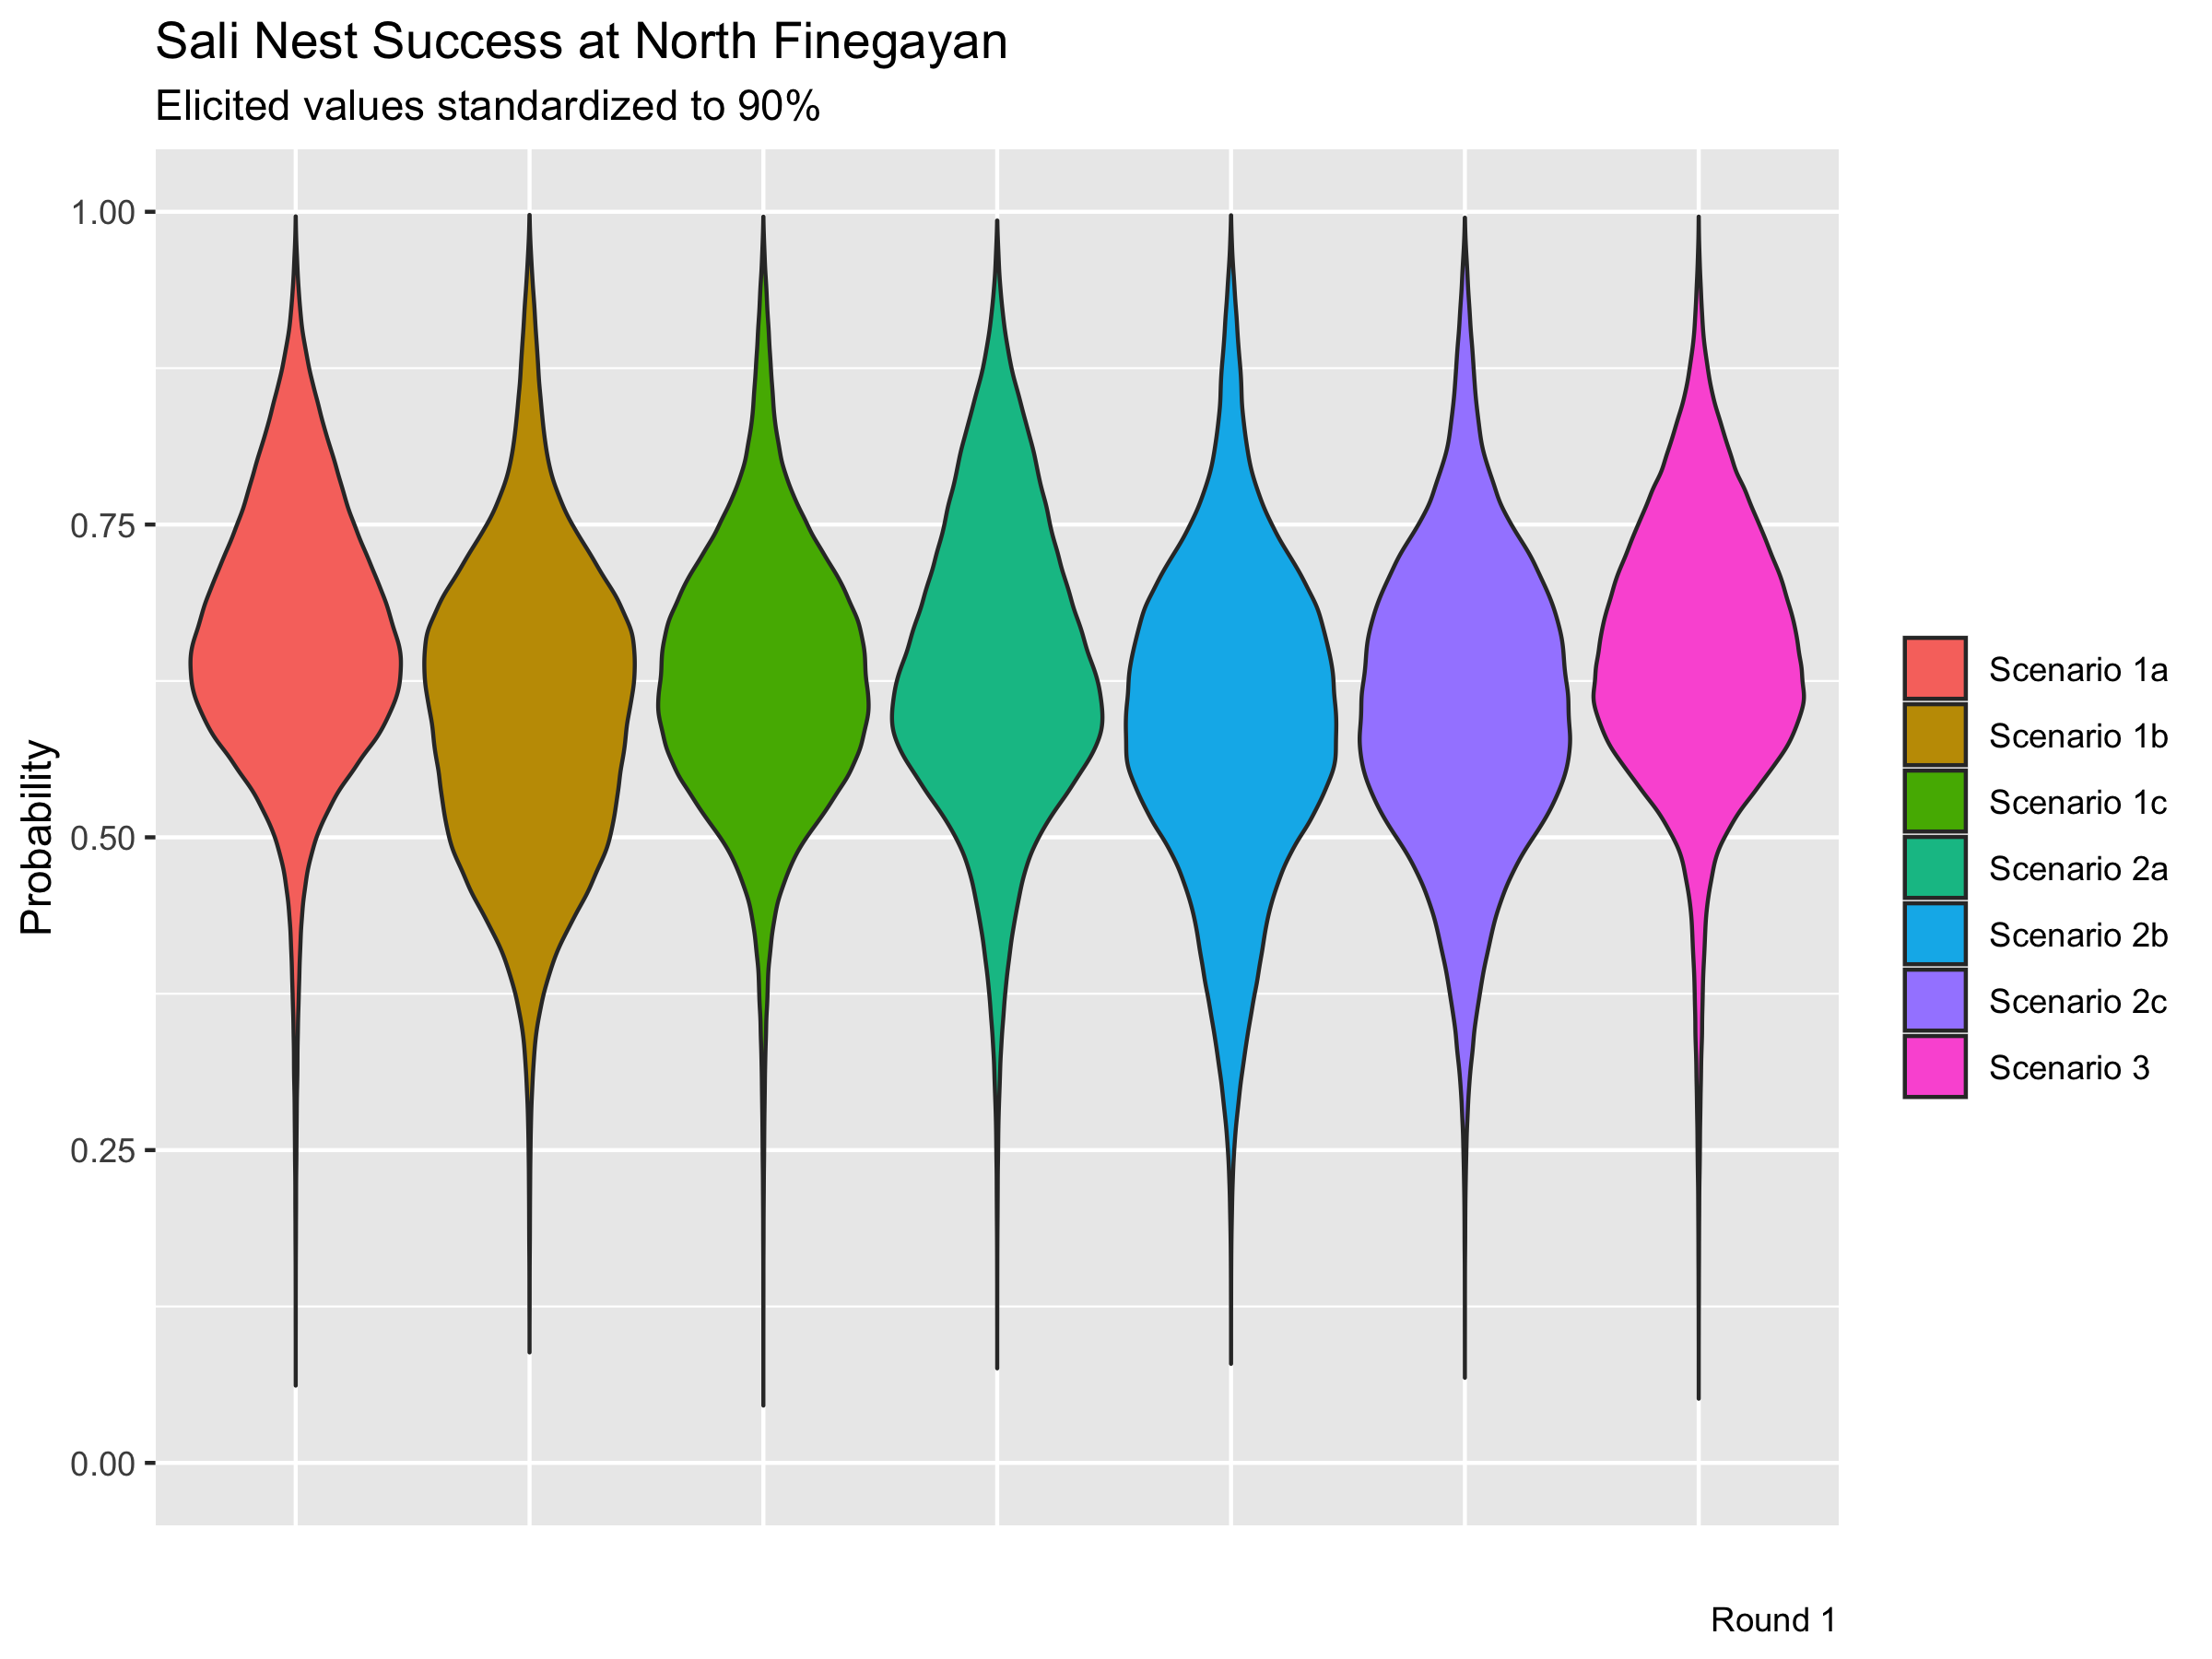 Sali Nest Success at North Finegayan
Elicited values standardized to 90%
Probability
1.00
0.75
0.50
0.25
0.00
Scenario 1a
Scenario 1b
Scenario 1c
Scenario 2a
Scenario 2b
Scenario 2c
Scenario 3
Round 1